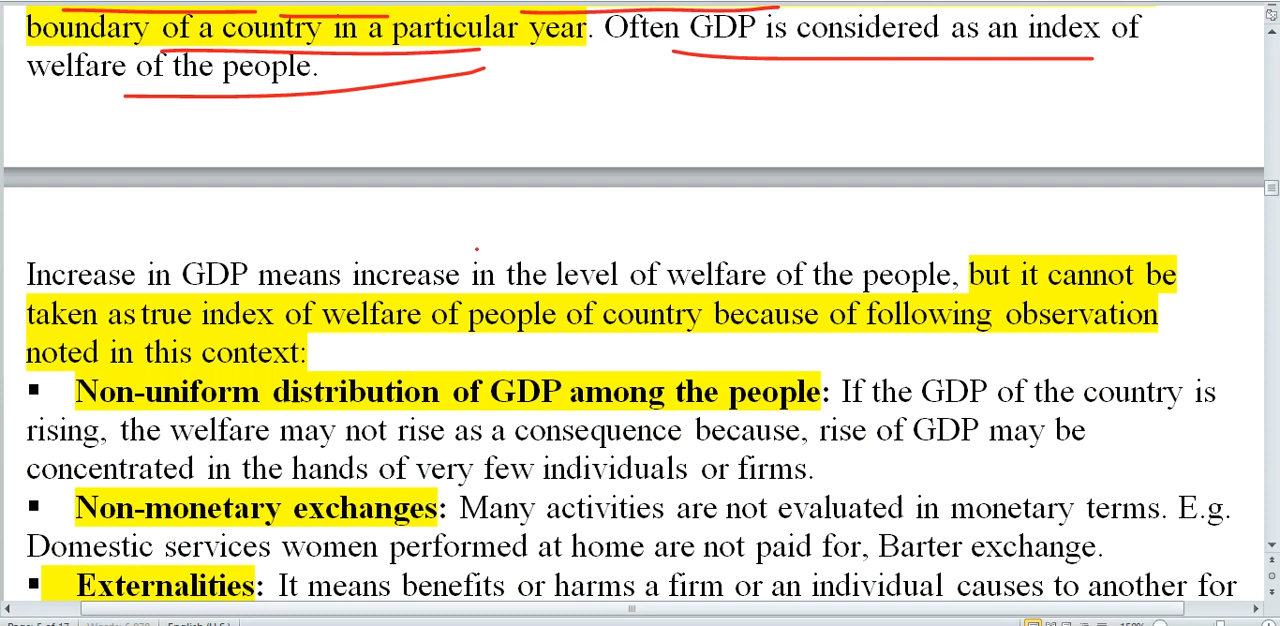 boundary of a country in a particular year. Often GDP is considered as an index of
welfare of the people.
Increase in GDP means increase in the level of welfare of the people, but it cannot be
taken as true index of welfare of people of country because of following observation
noted in this context:
▪ Non-uniform distribution of GDP among the people: If the GDP of the country is
rising, the welfare may not rise as a consequence because, rise of GDP may be
concentrated in the hands of very few individuals or firms.
▪ Non-monetary exchanges: Many activities are not evaluated in monetary terms. E.g.
Domestic services women performed at home are not paid for, Barter exchange.
▪ Externalities: It means benefits or harms a firm or an individual causes to another for